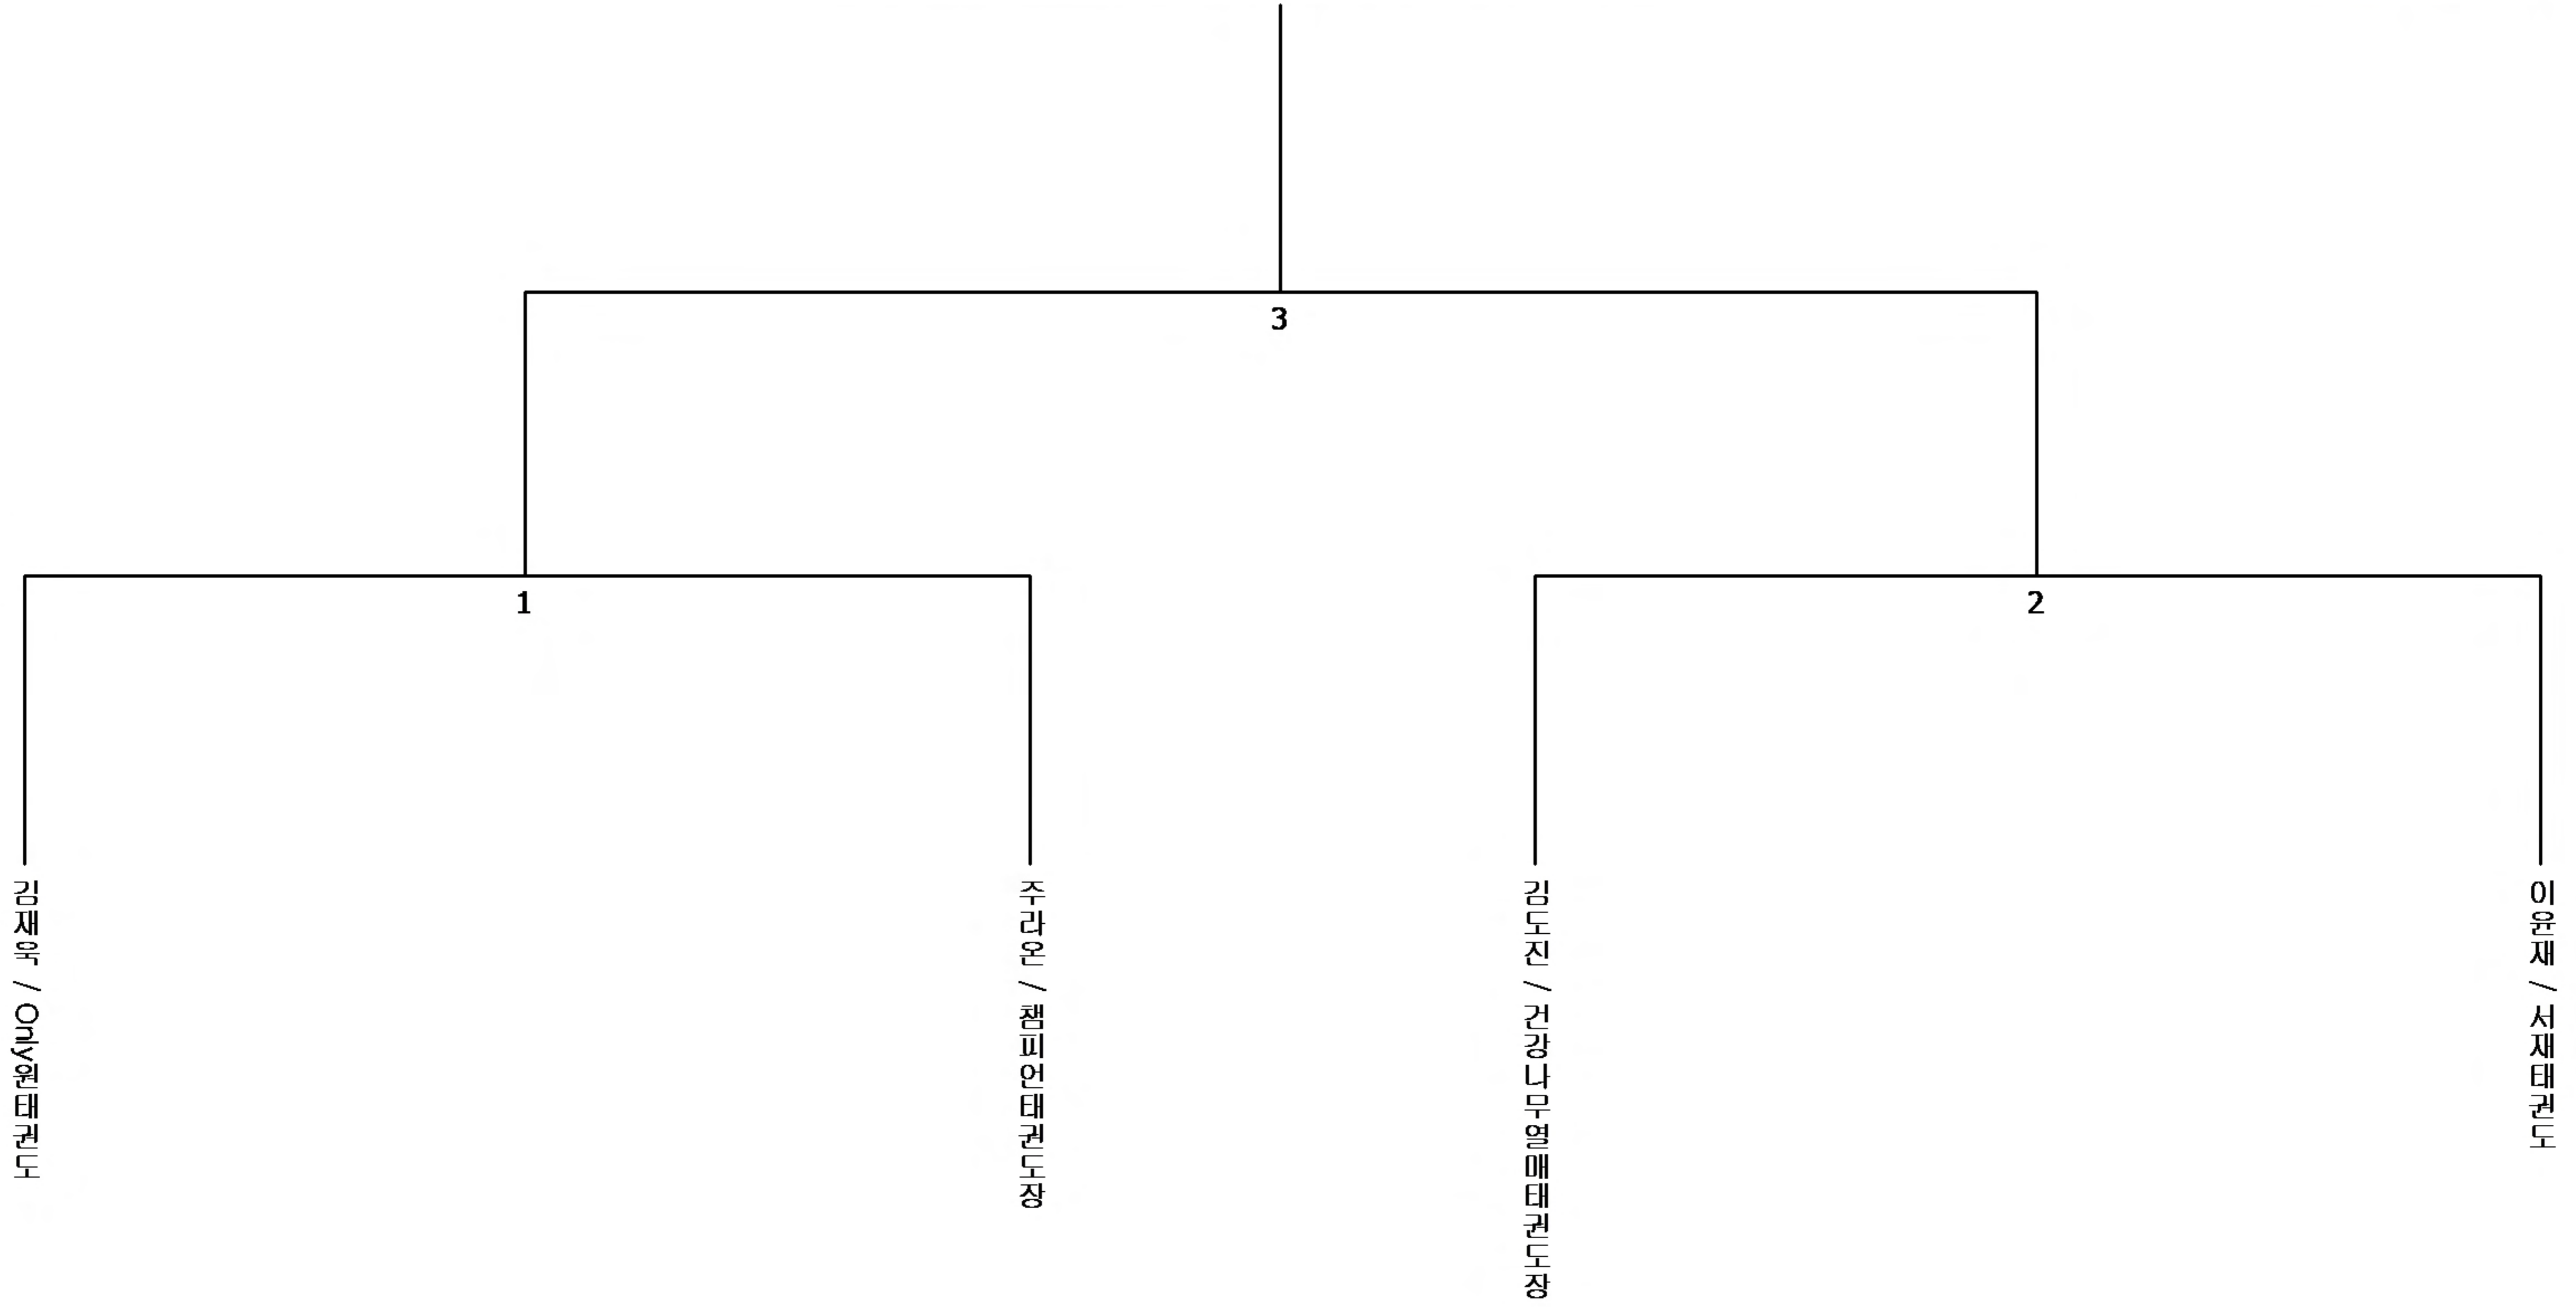 3
1
2
김재욱 / Only원태권도
주라온 / 챔피언태권도장
김도진 / 건강나무열매태권도장
이윤재 / 서재태권도